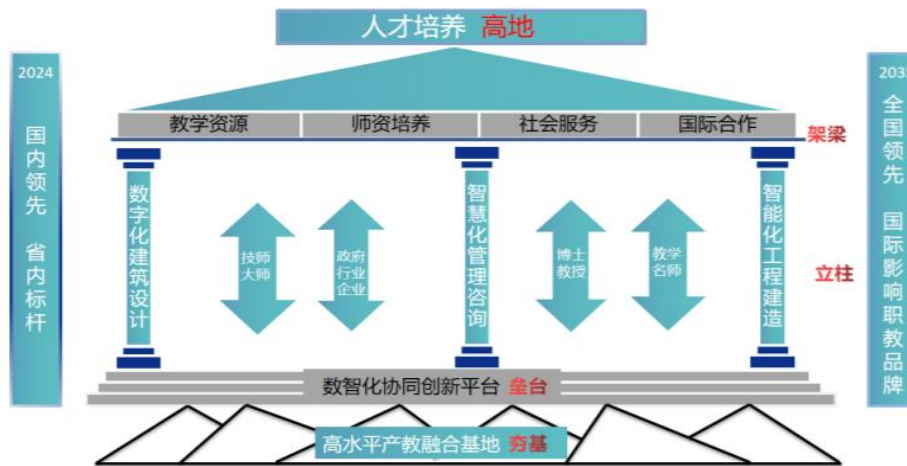 人才培养 高地
2024
国内领先 省内标杆
教学资源
师资培养
社会服务
国际合作
架梁
数字化建筑设计
技师
大师
政府
行业
企业
智慧化管理咨询
博士
教授
教学
名师
智能化工程建造
立柱
全国领先 国际影响职教品牌
数智化协同创新平台 垒台
高水平产教融合基地 夯基